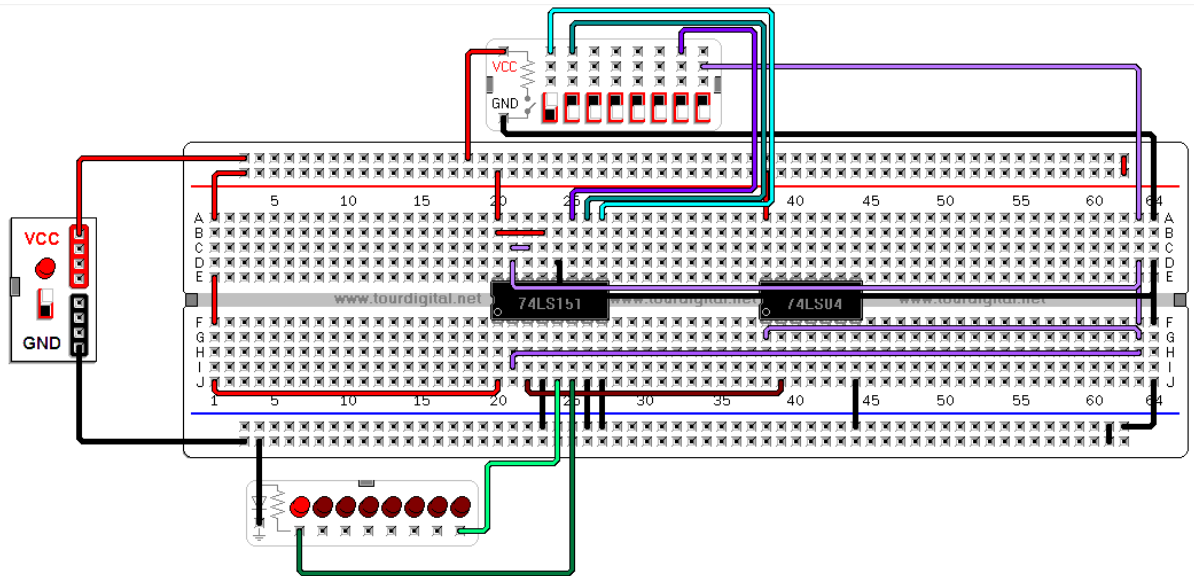 VCC
GND
5 10 15 20 25 30 35 40 45 50 55 60 64
A A
B B
C C
D D
E E
VCC
www.tourdigital.net 74LS151 74LS04 www.tourdigital.net
F F
GND
G G
H H
I I
J J
1 5 10 15 20 25 30 35 40 45 50 55 60 64